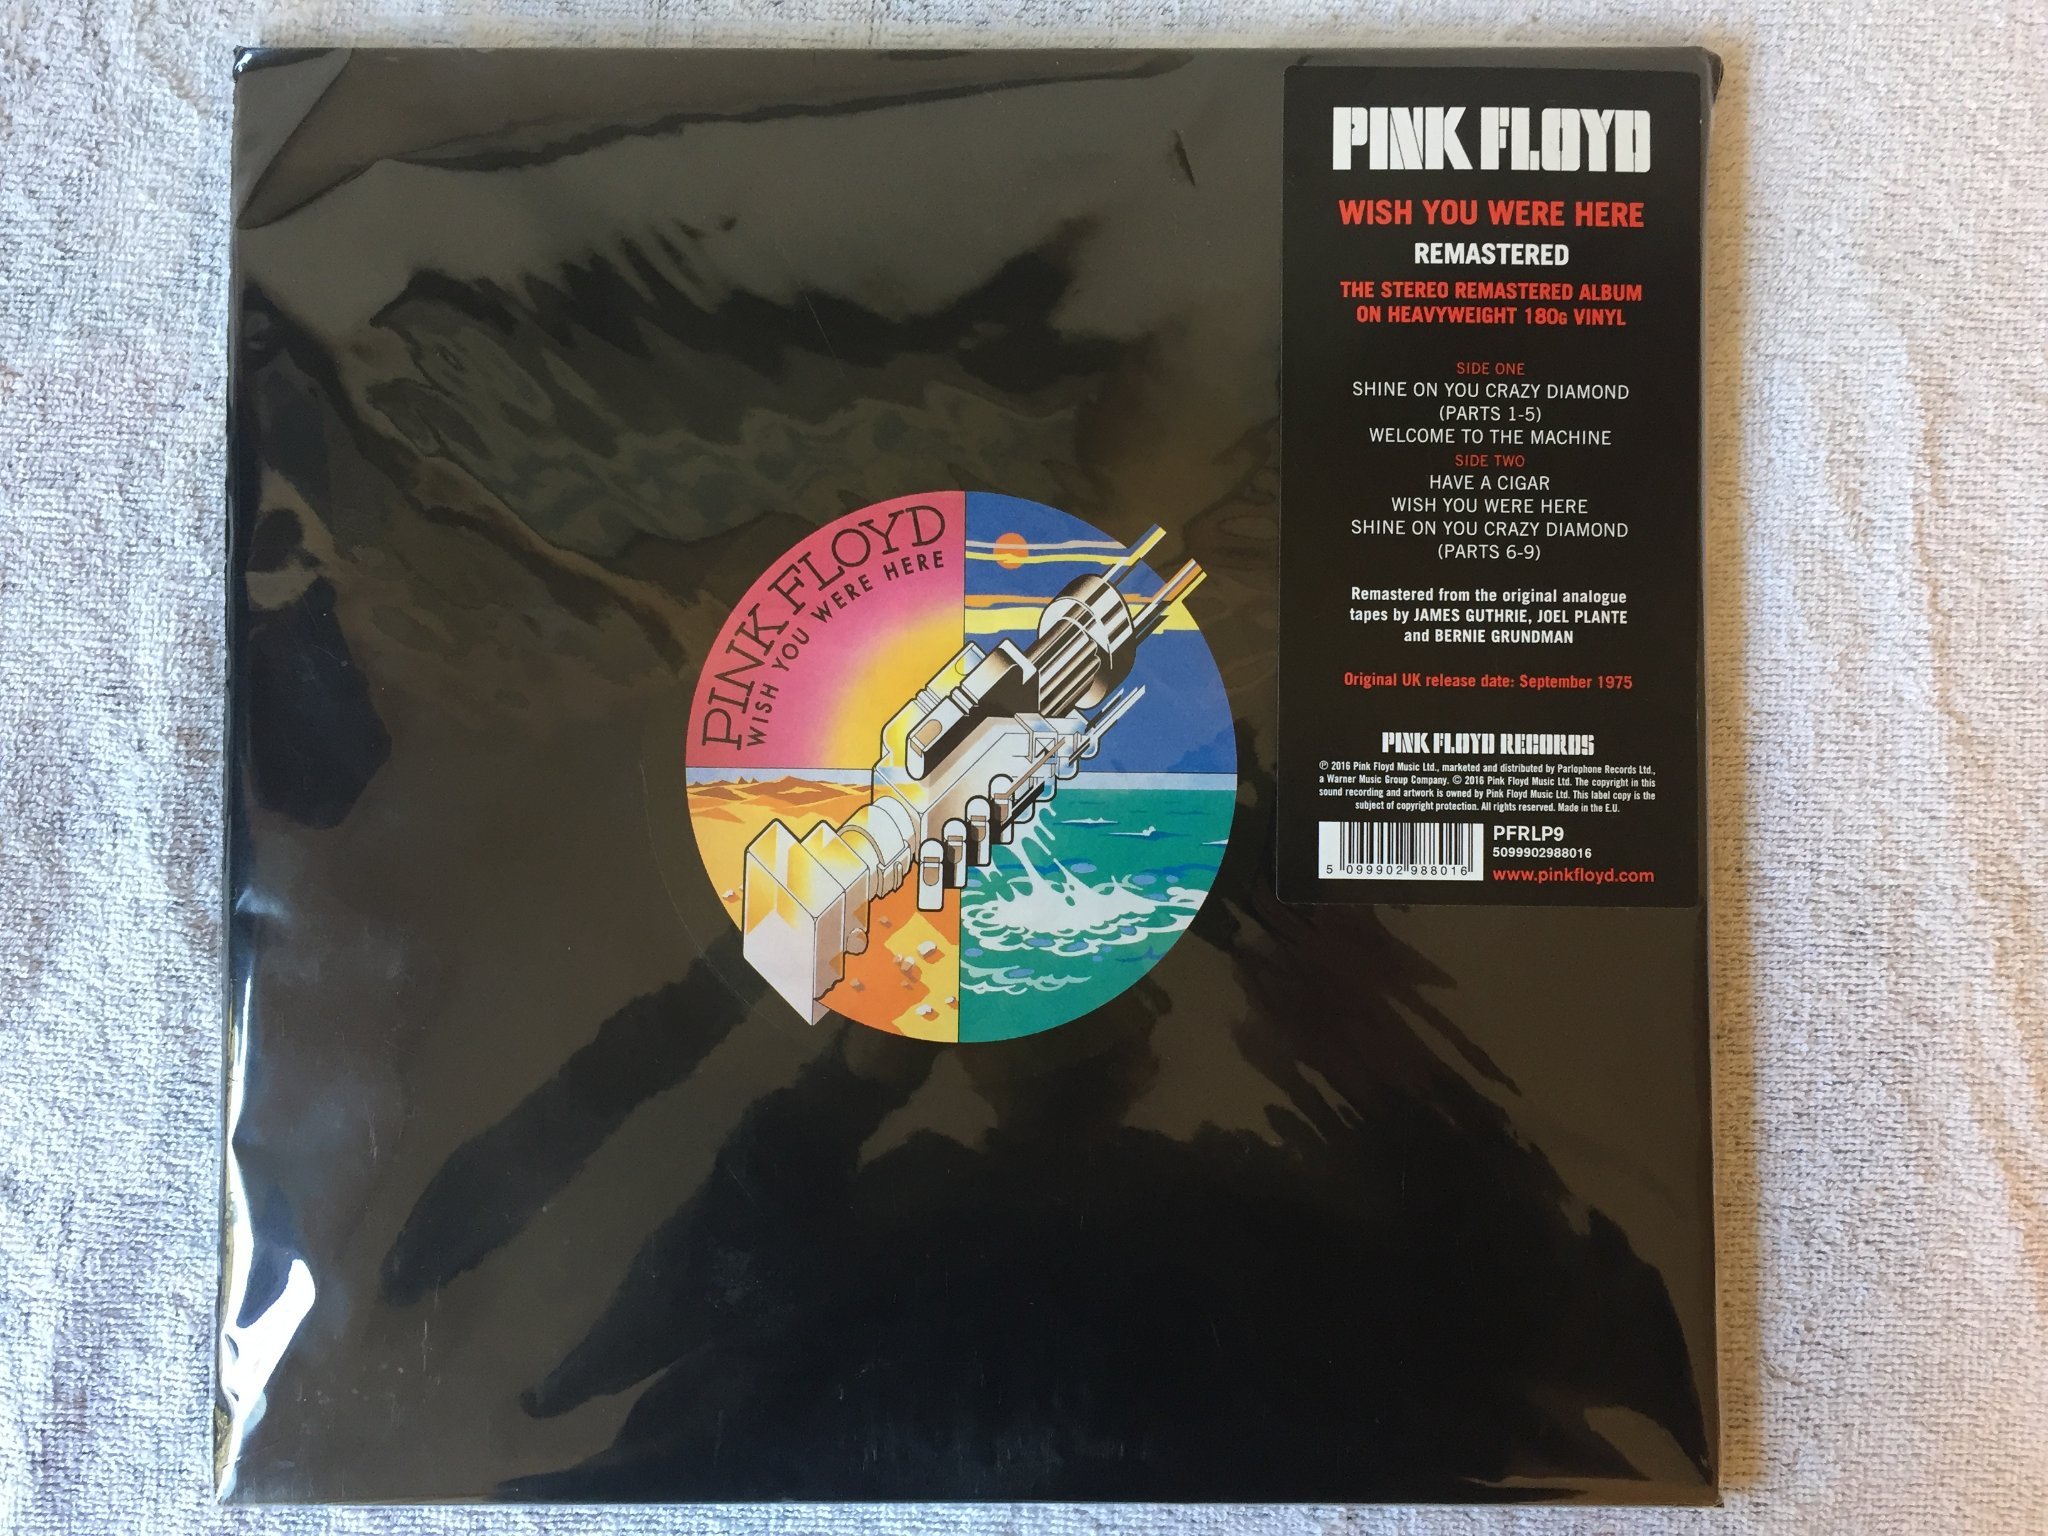 PINK FLOYD
WISH YOU WERE HERE
PINK FLOYD
WISH YOU WERE HERE
REMASTERED
THE STEREO REMASTERED ALBUM
ON HEAVYWEIGHT 180G VINYL
SIDE ONE
SHINE ON YOU CRAZY DIAMOND
(PARTS 1-5)
WELCOME TO THE MACHINE
SIDE TWO
HAVE A CIGAR
WISH YOU WERE HERE
SHINE ON YOU CRAZY DIAMOND
(PARTS 6-9)
Remastered from the original analogue
tapes by JAMES GUTHRIE, JOEL PLANTE
and BERNIE GRUNDMAN
Original UK release date: September 1975
PINK FLOYD RECORDS
℗ 2016 Pink Floyd Music Ltd., marketed and distributed by Parlophone Records Ltd.,
a Warner Music Group Company. © 2016 Pink Floyd Music Ltd. The copyright in this
sound recording and artwork is owned by Pink Floyd Music Ltd. This label copy is the
subject of copyright protection. All rights reserved. Made in the E.U.
PFRLP9
5099902988016
www.pinkfloyd.com
5 099902 988016